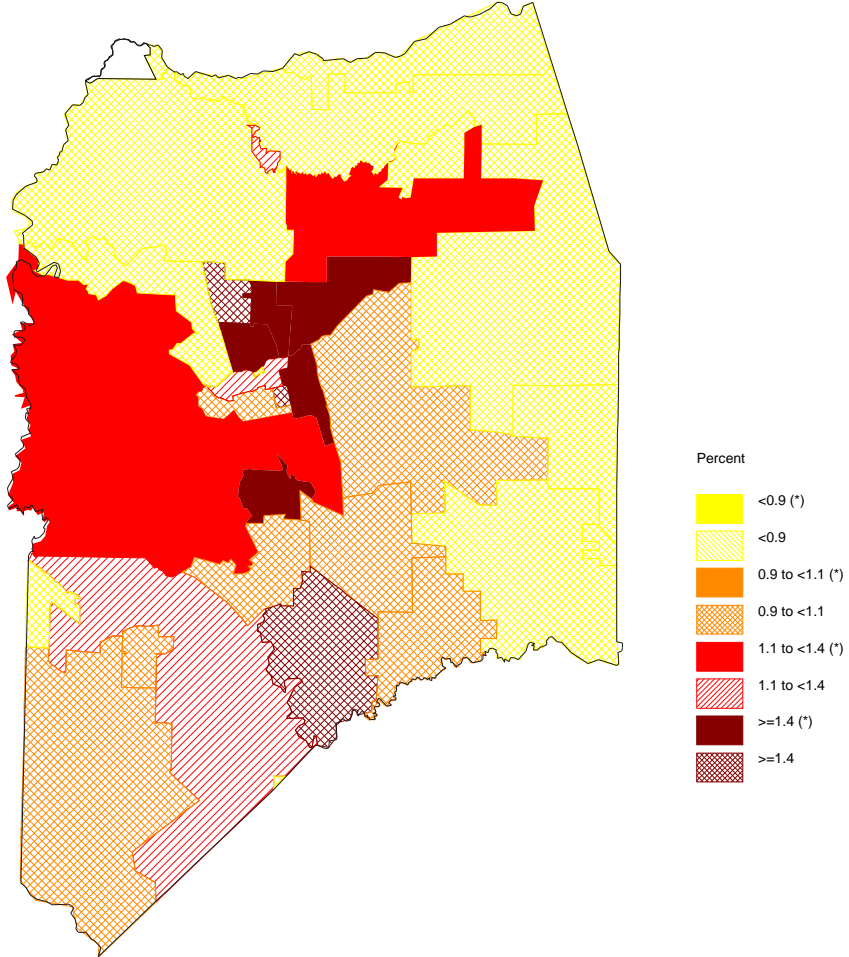 Percent
<0.9 (*)
<0.9
0.9 to <1.1 (*)
0.9 to <1.1
1.1 to <1.4 (*)
1.1 to <1.4
>=1.4 (*)
>=1.4